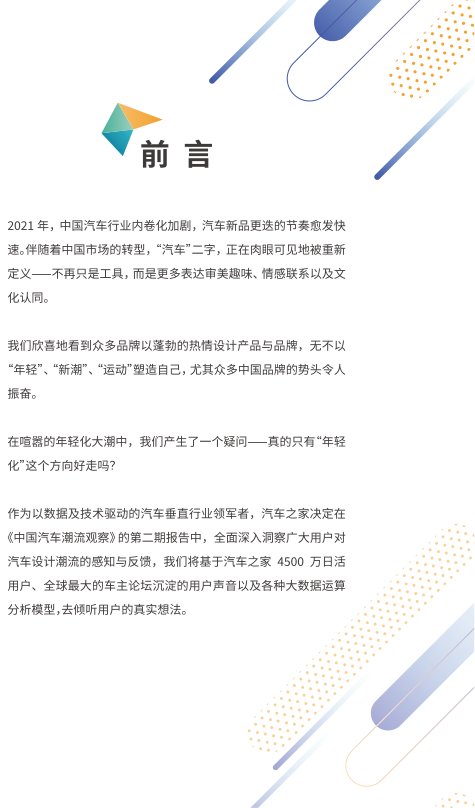 前言
2021 年，中国汽车行业内卷化加剧，汽车新品更迭的节奏愈发快
速。伴随着中国市场的转型，“汽车”二字，正在肉眼可见地被重新
定义——不再只是工具，而是更多表达审美趣味、情感联系以及文
化认同。
我们欣喜地看到众多品牌以蓬勃的热情设计产品与品牌，无不以
“年轻”、“新潮”、“运动”塑造自己，尤其众多中国品牌的势头令人
振奋。
在喧嚣的年轻化大潮中，我们产生了一个疑问——真的只有“年轻
化”这个方向好走吗？
作为以数据及技术驱动的汽车垂直行业领军者，汽车之家决定在
《中国汽车潮流观察》的第二期报告中，全面深入洞察广大用户对
汽车设计潮流的感知与反馈，我们将基于汽车之家 4500 万日活
用户、全球最大的车主论坛沉淀的用户声音以及各种大数据运算
分析模型，去倾听用户的真实想法。